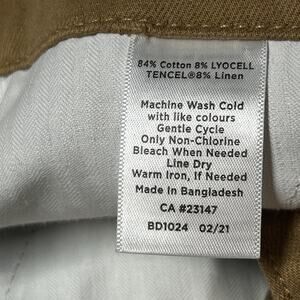 84% Cotton 8% LYOCELL
TENCEL®8% Linen
Machine Wash Cold
with like colours
Gentle Cycle
Only Non-Chlorine
Bleach When Needed
Line Dry
Warm Iron, If Needed
Made In Bangladesh
CA #23147
BD1024 02/21